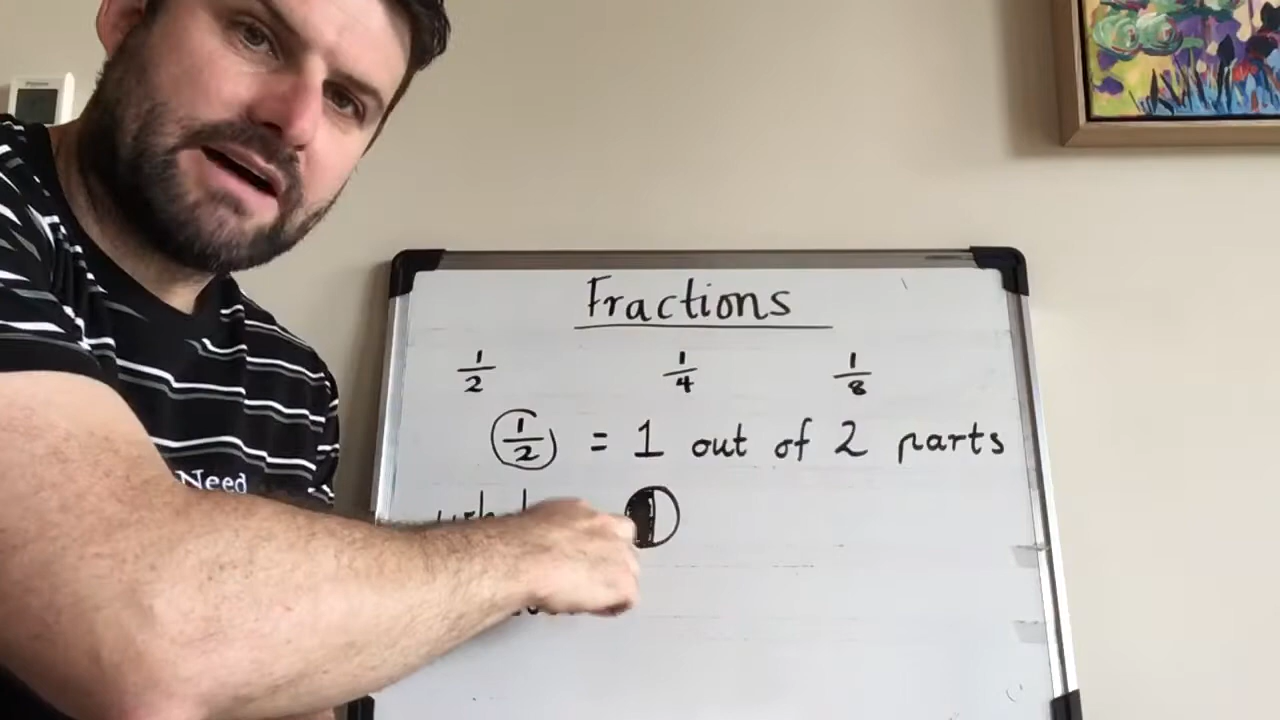 Fractions
1/2 1/4 1/8
1/2 = 1 out of 2 parts
Need